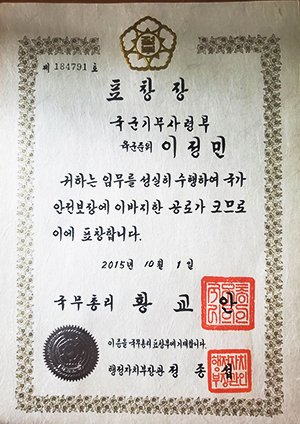 제 184791 호
표창장
국군기무사령부
육군준위 이정민
귀하는 임무를 성실히 수행하여 국가
안전보장에 이바지한 공로가 크므로
이에 표창합니다.
2015년 10월 1일
국무총리 황교안
이 증을 국무총리표창부에 기재합니다.
행정자치부장관 정종섭